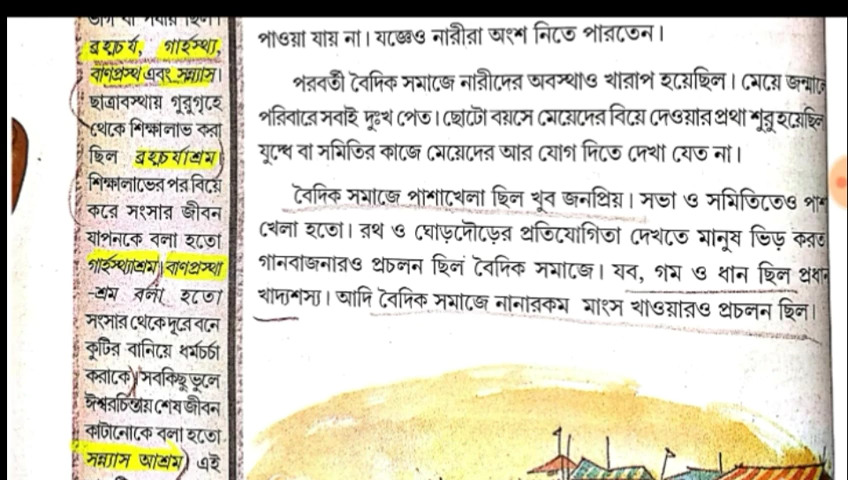 ব্রহ্মচর্য, গার্হস্থ্য,
বাণপ্রস্থ এবং সন্ন্যাস।
ছাত্রাবস্থায় গুরুগৃহে
থেকে শিক্ষালাভ করা
ছিল ব্রহ্মচর্যাশ্রম
শিক্ষালাভের পর বিয়ে
করে সংসার জীবন
যাপনকে বলা হতো
গার্হস্থ্যাশ্রম। বাণপ্রস্থা
-শ্রম বলা হতো
সংসার থেকে দূরে বনে
কুটির বানিয়ে ধর্মচর্চা
করাকে। সবকিছু ভুলে
ঈশ্বরচিন্তায় শেষ জীবন
কাটানোকে বলা হতো
সন্ন্যাস আশ্রম। এই
পাওয়া যায় না। যজ্ঞেও নারীরা অংশ নিতে পারতেন।
পরবর্তী বৈদিক সমাজে নারীদের অবস্থাও খারাপ হয়েছিল। মেয়ে জন্মালে
পরিবারে সবাই দুঃখ পেত। ছোটো বয়সে মেয়েদের বিয়ে দেওয়ার প্রথা শুরু হয়েছিল
যুদ্ধে বা সমিতির কাজে মেয়েদের আর যোগ দিতে দেখা যেত না।
বৈদিক সমাজে পাশাখেলা ছিল খুব জনপ্রিয়। সভা ও সমিতিতেও পাশ
খেলা হতো। রথ ও ঘোড়দৌড়ের প্রতিযোগিতা দেখতে মানুষ ভিড় করত
গানবাজনারও প্রচলন ছিল বৈদিক সমাজে। যব, গম ও ধান ছিল প্রধান
খাদ্যশস্য। আদি বৈদিক সমাজে নানারকম মাংস খাওয়ারও প্রচলন ছিল।